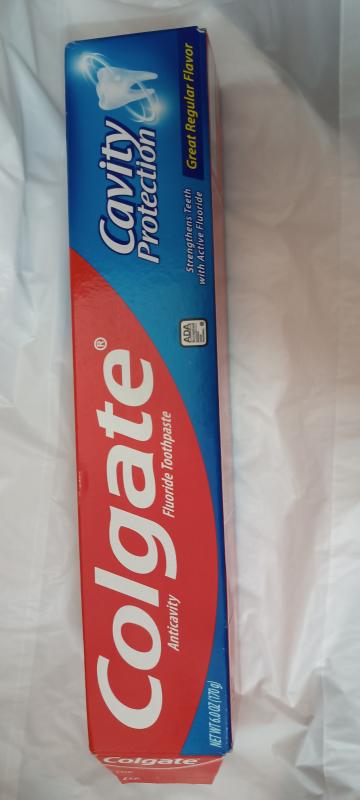 Colgate®
Anticavity Fluoride Toothpaste
Cavity
Protection
Strengthens Teeth
with Active Fluoride
Great Regular Flavor
ADA
NET WT 6.0 OZ (170 g)
Colgate